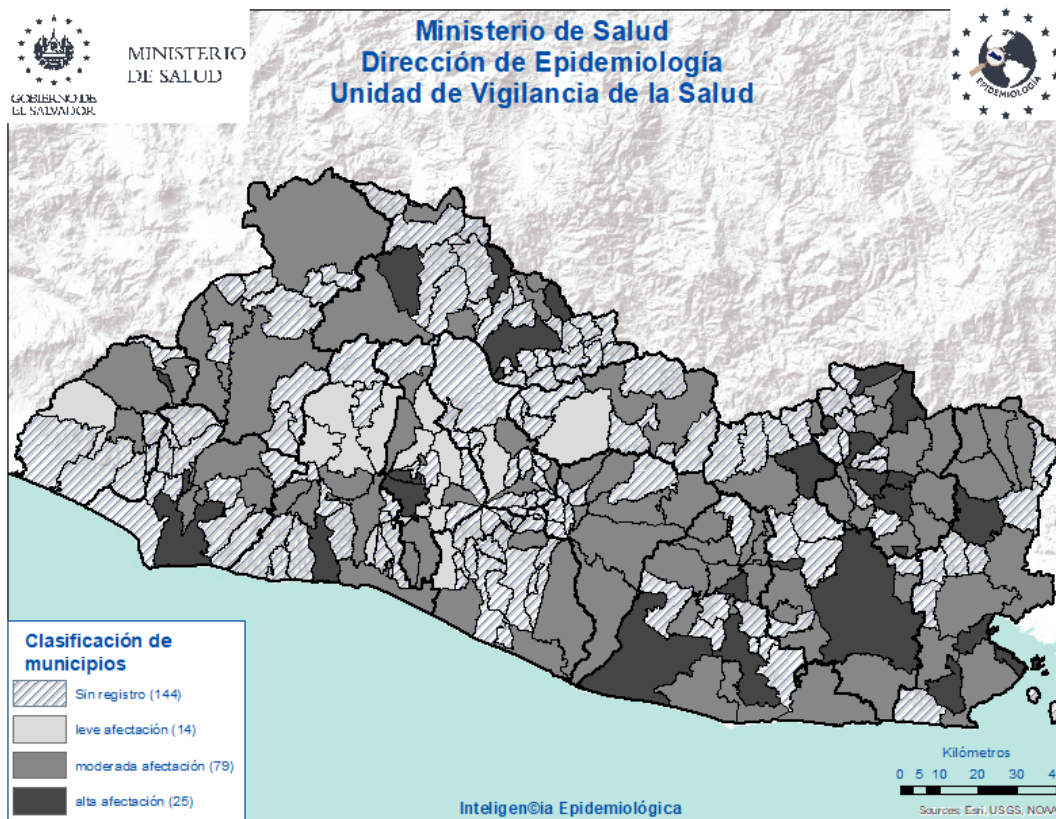 MINISTERIO
DE SALUD
GOBIERNO DE
EL SALVADOR
Ministerio de Salud
Dirección de Epidemiología
Unidad de Vigilancia de la Salud
EPIDEMIOLOGÍA
Clasificación de
municipios
Sin registro (144)
leve afectación (14)
moderada afectación (79)
alta afectación (25)
Inteligen©ia Epidemiológica
Kilómetros
0 5 10 20 30 4
Sources: Esri, USGS, NOAA